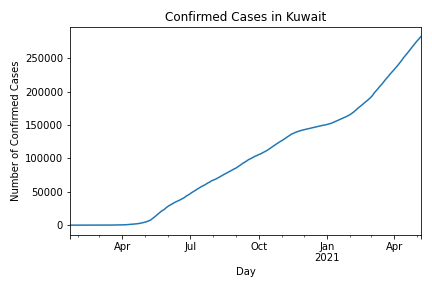 Confirmed Cases in Kuwait
Number of Confirmed Cases
250000
200000
150000
100000
50000
0
Apr Jul Oct Jan Apr
2021
Day